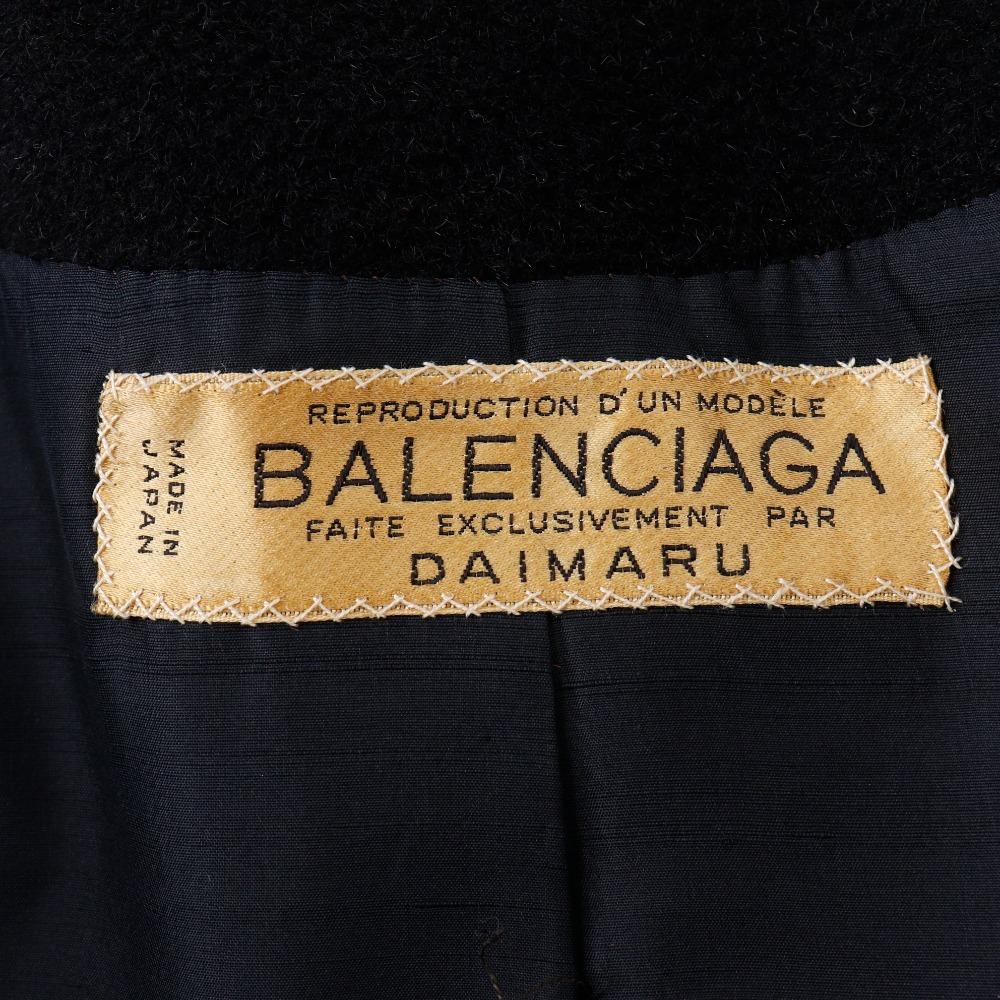 REPRODUCTION D'UN MODÈLE
BALENCIAGA
FAITE EXCLUSIVEMENT PAR
DAIMARU
MADE IN
JAPAN